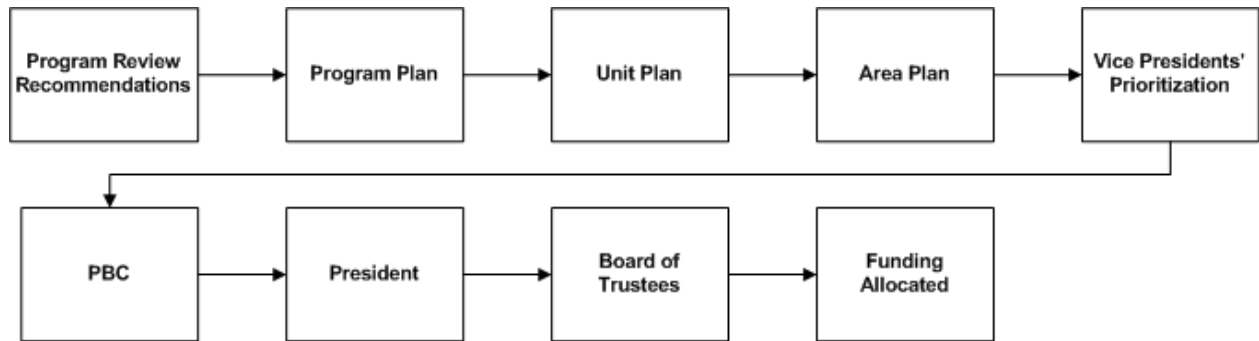 Program Review
Recommendations
Program Plan
Unit Plan
Area Plan
Vice Presidents'
Prioritization
PBC
President
Board of
Trustees
Funding
Allocated